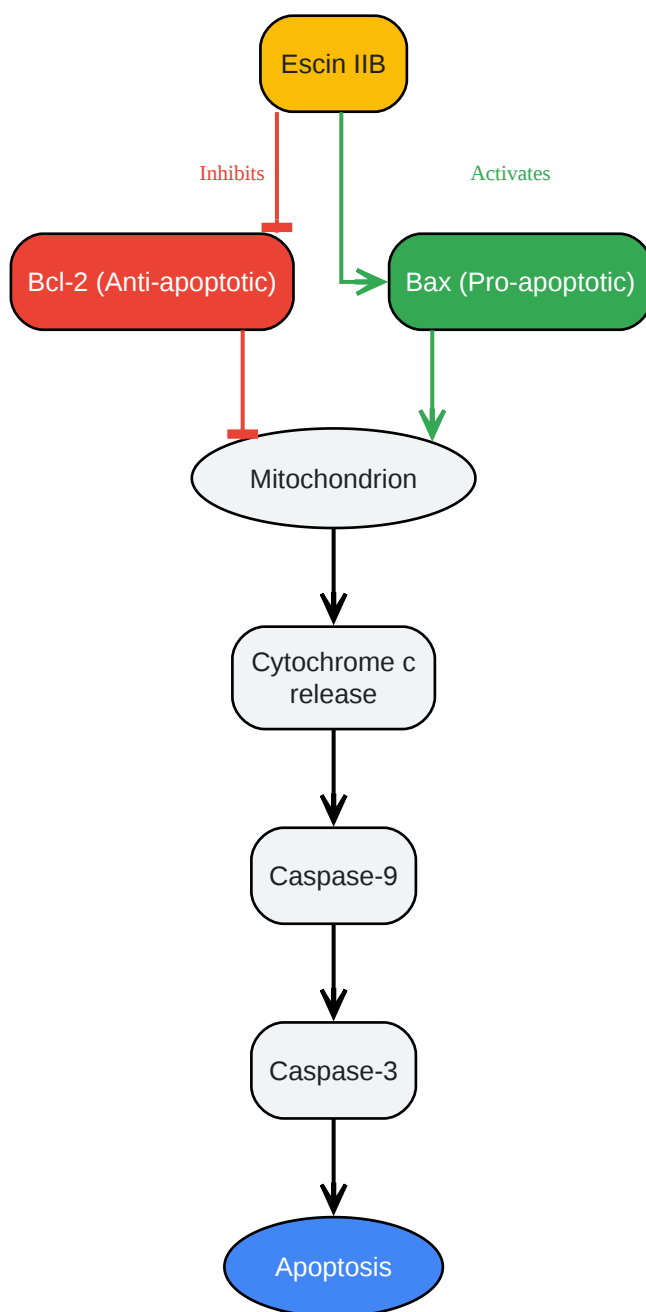 Escin IIB
Inhibits
Activates
Bcl-2 (Anti-apoptotic)
Bax (Pro-apoptotic)
Mitochondrion
Cytochrome c
release
Caspase-9
Caspase-3
Apoptosis